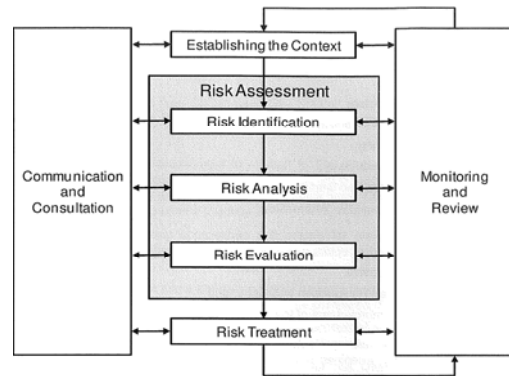 Establishing the Context
Risk Assessment
Risk Identification
Communication
and
Consultation
Risk Analysis
Monitoring
and
Review
Risk Evaluation
Risk Treatment